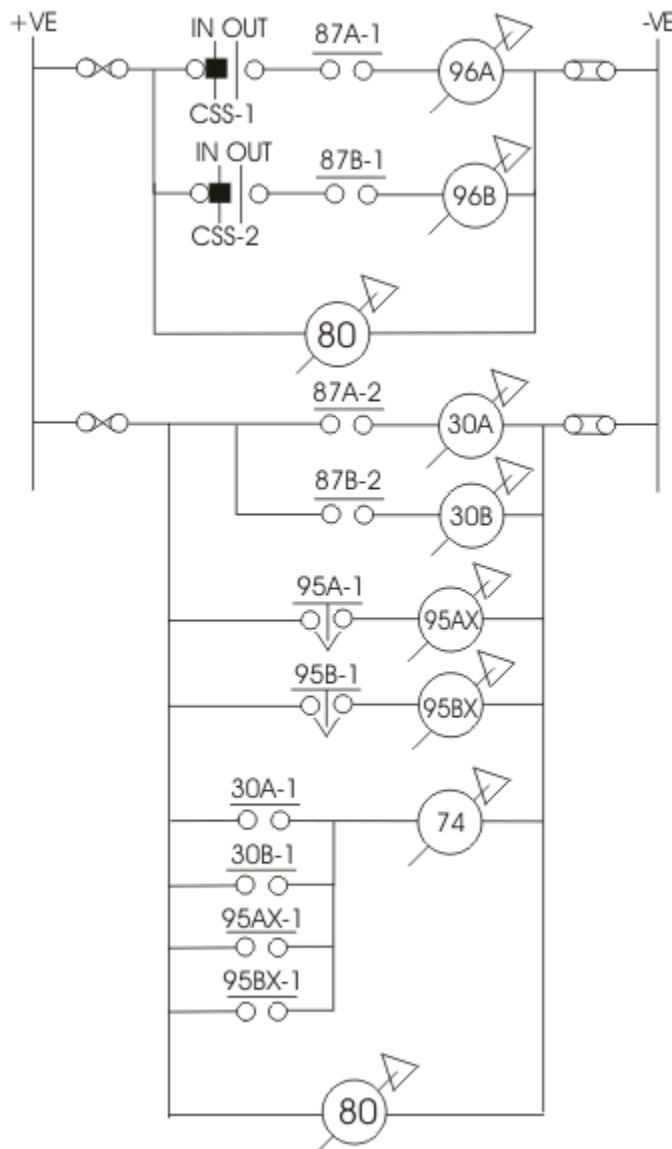 +VE
-VE
IN OUT
87A-1
96A
CSS-1
IN OUT
87B-1
96B
CSS-2
80
87A-2
30A
87B-2
30B
95A-1
95AX
95B-1
95BX
30A-1
74
30B-1
95AX-1
95BX-1
80